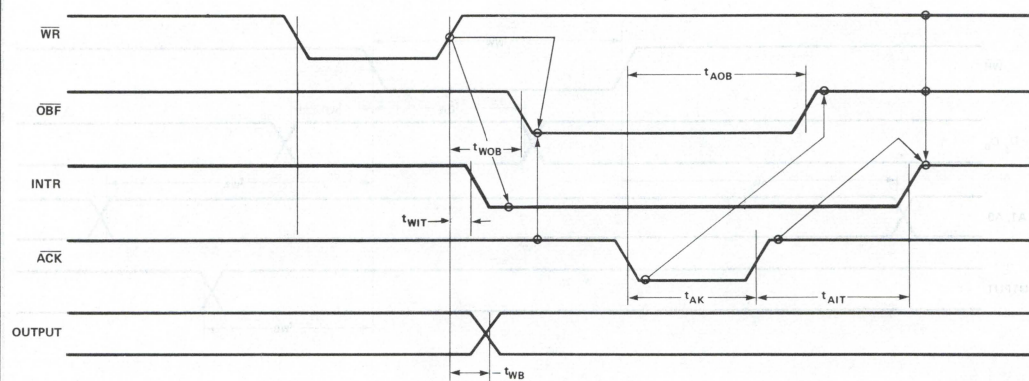 WR
tAOB
OBF
tWOB
INTR
tWIT
ACK
tAK
tAIT
OUTPUT
tWB